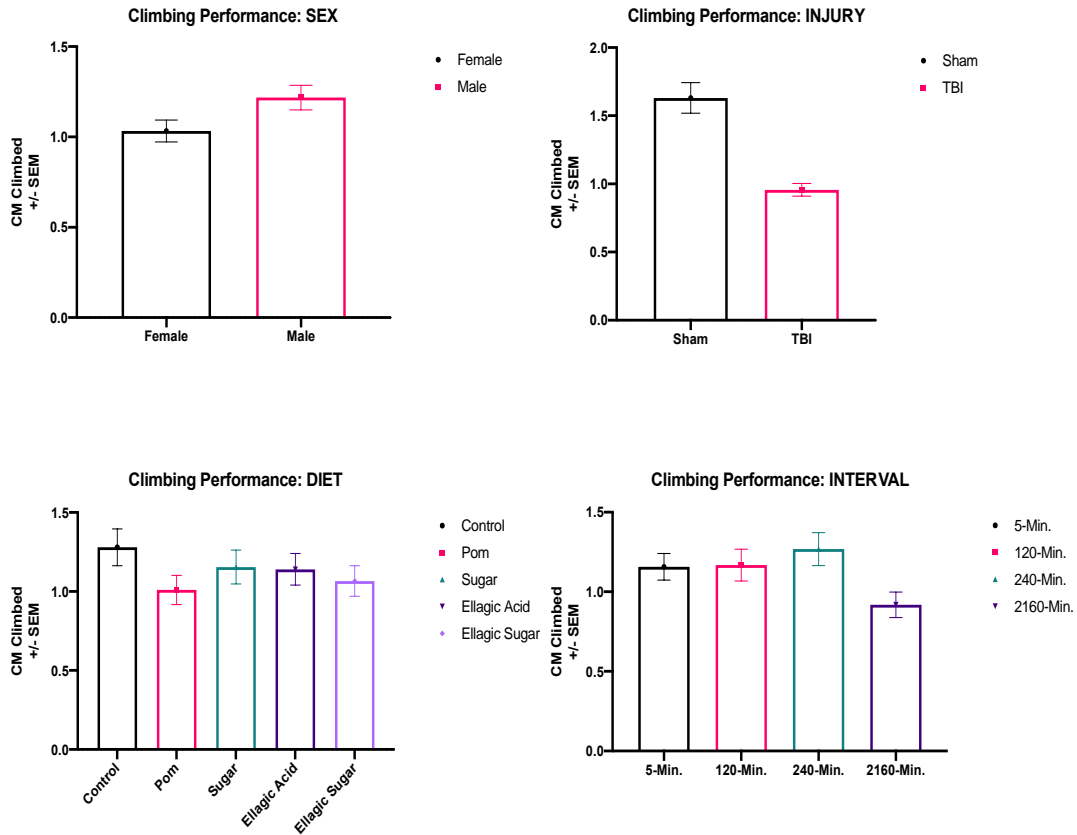 Climbing Performance: SEX
CM Climbed
+/- SEM
1.5
1.0
0.5
0.0
Female
Male
Female
Male
Climbing Performance: INJURY
CM Climbed
+/- SEM
2.0
1.5
1.0
0.5
0.0
Sham
TBI
Sham
TBI
Climbing Performance: DIET
CM Climbed
+/- SEM
1.5
1.0
0.5
0.0
Control
Pom
Sugar
Ellagic Acid
Ellagic Sugar
Control
Pom
Sugar
Ellagic Acid
Ellagic Sugar
Climbing Performance: INTERVAL
CM Climbed
+/- SEM
1.5
1.0
0.5
0.0
5-Min.
120-Min.
240-Min.
2160-Min.
5-Min.
120-Min.
240-Min.
2160-Min.